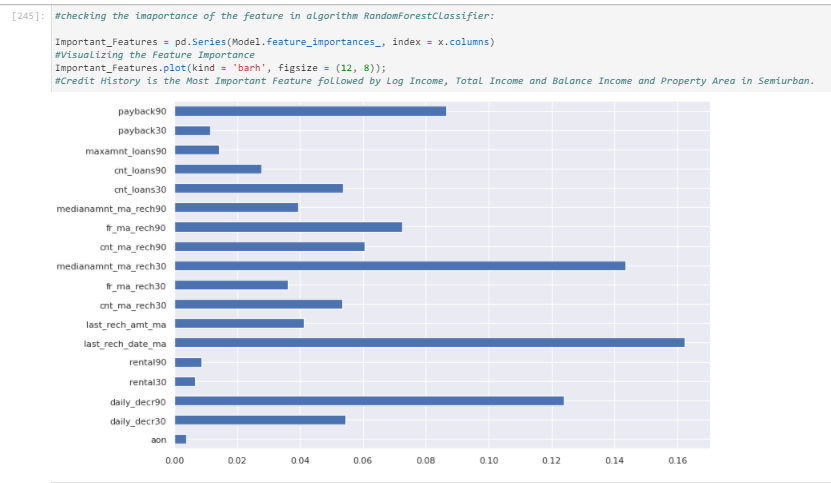 [245]: #checking the imaportance of the feature in algorithm RandomForestClassifier:
Important_Features = pd.Series(Model.feature_importances_, index = x.columns)
#Visualizing the Feature Importance
Important_Features.plot(kind = 'barh', figsize = (12, 8));
#Credit History is the Most Important Feature followed by Log Income, Total Income and Balance Income and Property Area in Semiurban.
payback90
payback30
maxamnt_loans90
cnt_loans90
cnt_loans30
medianamnt_ma_rech90
fr_ma_rech90
cnt_ma_rech90
medianamnt_ma_rech30
fr_ma_rech30
cnt_ma_rech30
last_rech_amt_ma
last_rech_date_ma
rental90
rental30
daily_decr90
daily_decr30
aon
0.00 0.02 0.04 0.06 0.08 0.10 0.12 0.14 0.16